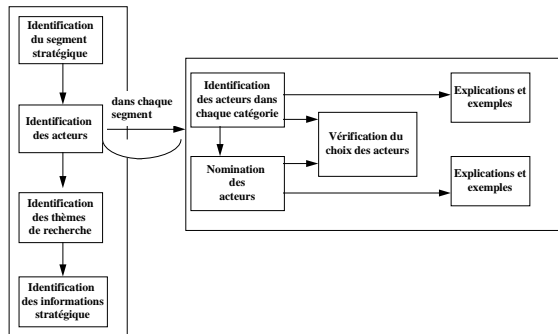 Identification
du segment
stratégique
Identification
des acteurs
Identification
des thèmes
de recherche
Identification
des informations
stratégique
dans chaque
segment
Identification
des acteurs dans
chaque catégorie
Nomination
des
acteurs
Vérification du
choix des acteurs
Explications et
exemples
Explications et
exemples